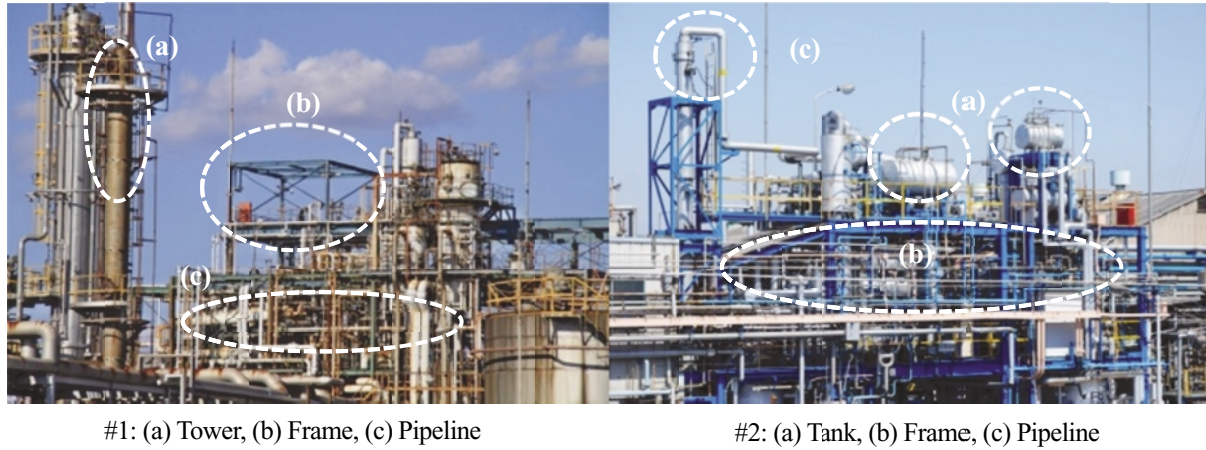 (a)
(b)
(c)
(c)
(a)
(b)
#1: (a) Tower, (b) Frame, (c) Pipeline
#2: (a) Tank, (b) Frame, (c) Pipeline